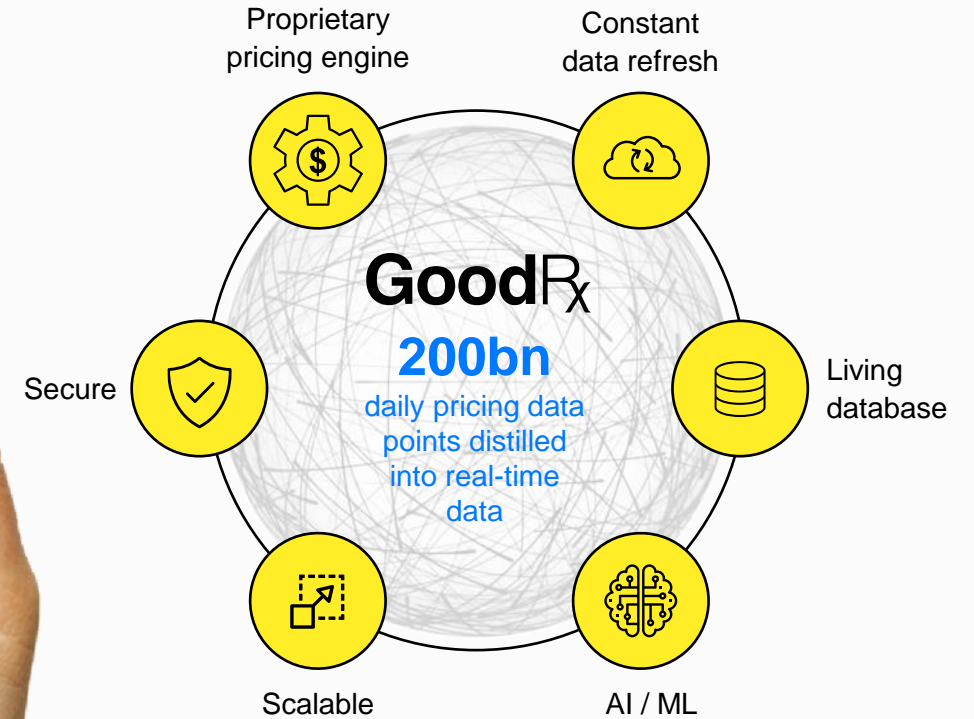 Proprietary
pricing engine
Constant
data refresh
$
GoodRx
200bn
daily pricing data
points distilled
into real-time
data
Secure
Living
database
Scalable
AI / ML